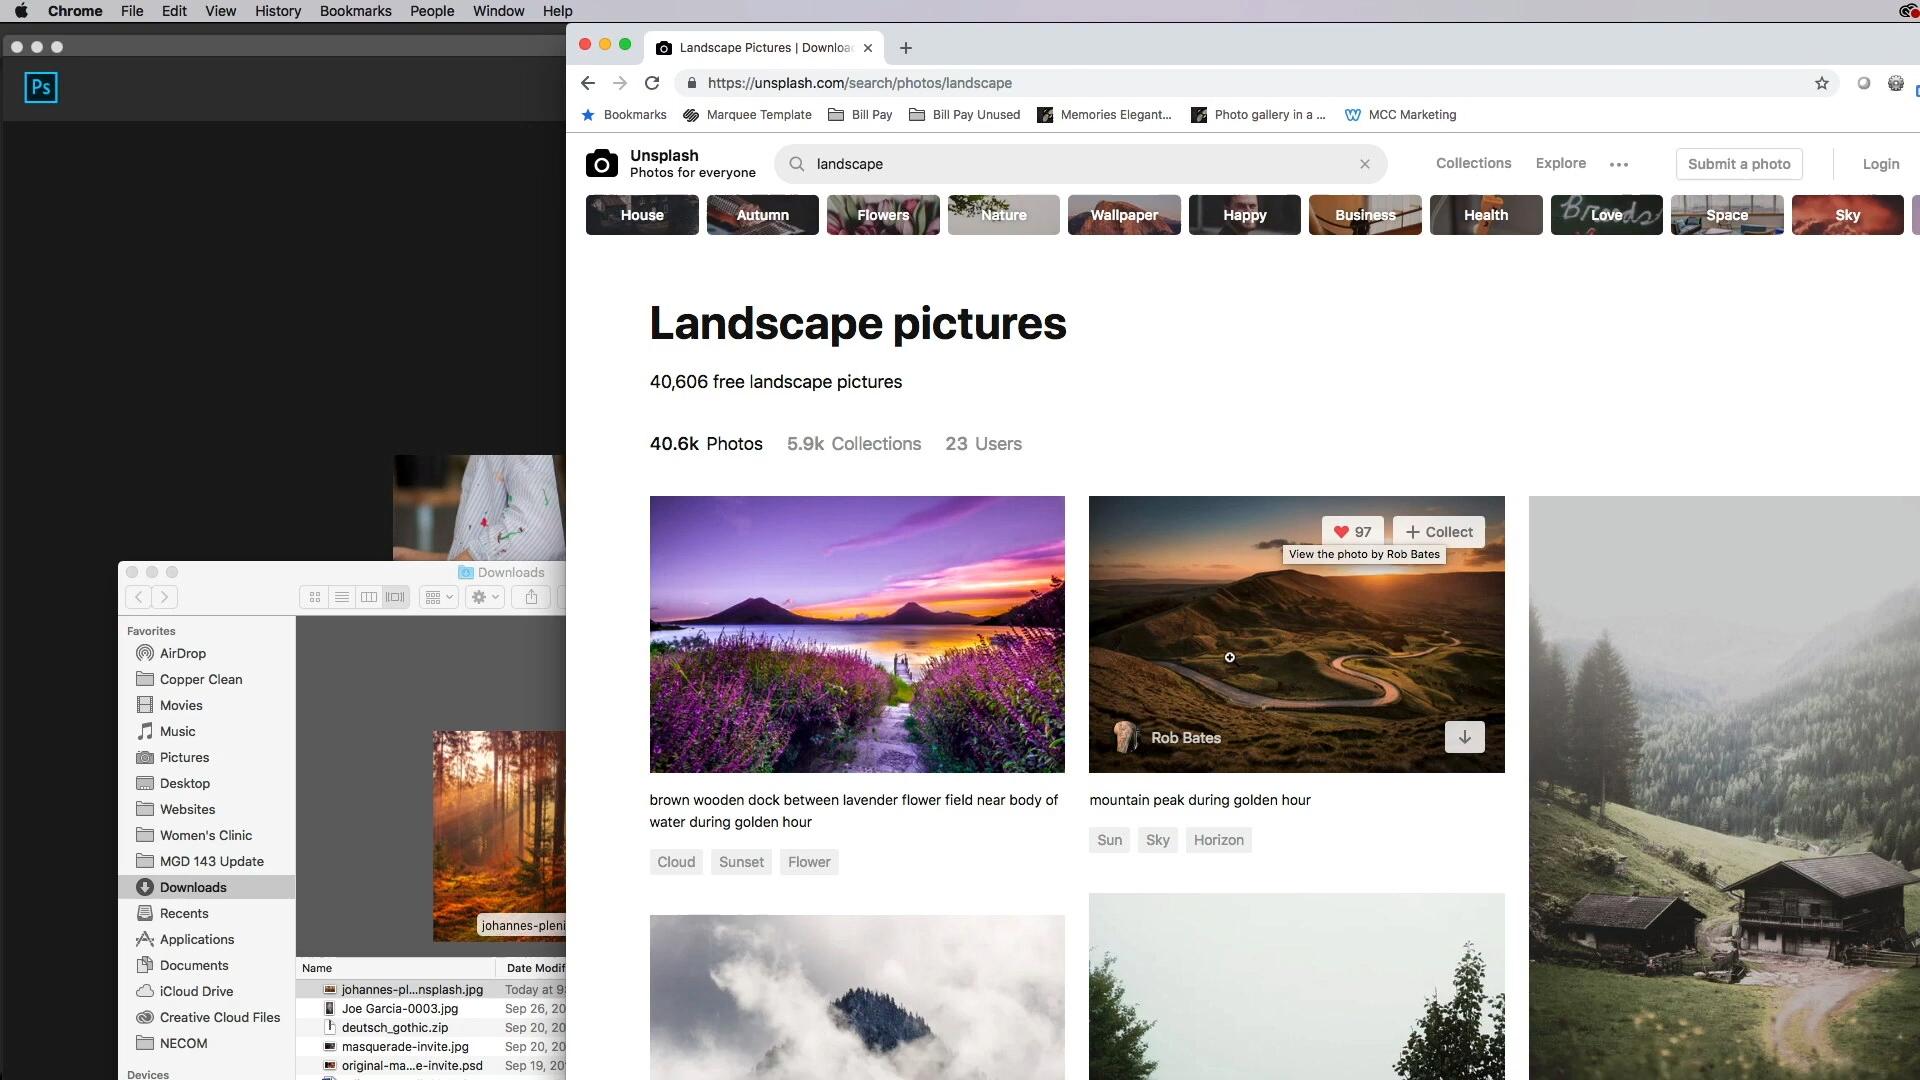 Chrome File Edit View History Bookmarks People Window Help
Ps
Landscape Pictures | Downloa
https://unsplash.com/search/photos/landscape
Bookmarks Marquee Template Bill Pay Bill Pay Unused Memories Elegant... Photo gallery in a ... MCC Marketing
Unsplash
Photos for everyone
landscape
Collections Explore ••• Submit a photo Login
House Autumn Flowers Nature Wallpaper Happy Business Health Love Space Sky
Landscape pictures
40,606 free landscape pictures
40.6k Photos 5.9k Collections 23 Users
97 Collect
View the photo by Rob Bates
Rob Bates
brown wooden dock between lavender flower field near body of
water during golden hour
Cloud Sunset Flower
mountain peak during golden hour
Sun Sky Horizon
Downloads
Favorites
AirDrop
Copper Clean
Movies
Music
Pictures
Desktop
Websites
Women's Clinic
MGD 143 Update
Downloads
Recents
Applications
Documents
iCloud Drive
Creative Cloud Files
NECOM
Devices
johannes-pleni
Name Date Modif
johannes-pl...nsplash.jpg Today at 9:
Joe Garcia-0003.jpg Sep 26, 20
deutsch_gothic.zip Sep 20, 20
masquerade-invite.jpg Sep 20, 20
original-ma...e-invite.psd Sep 19, 20